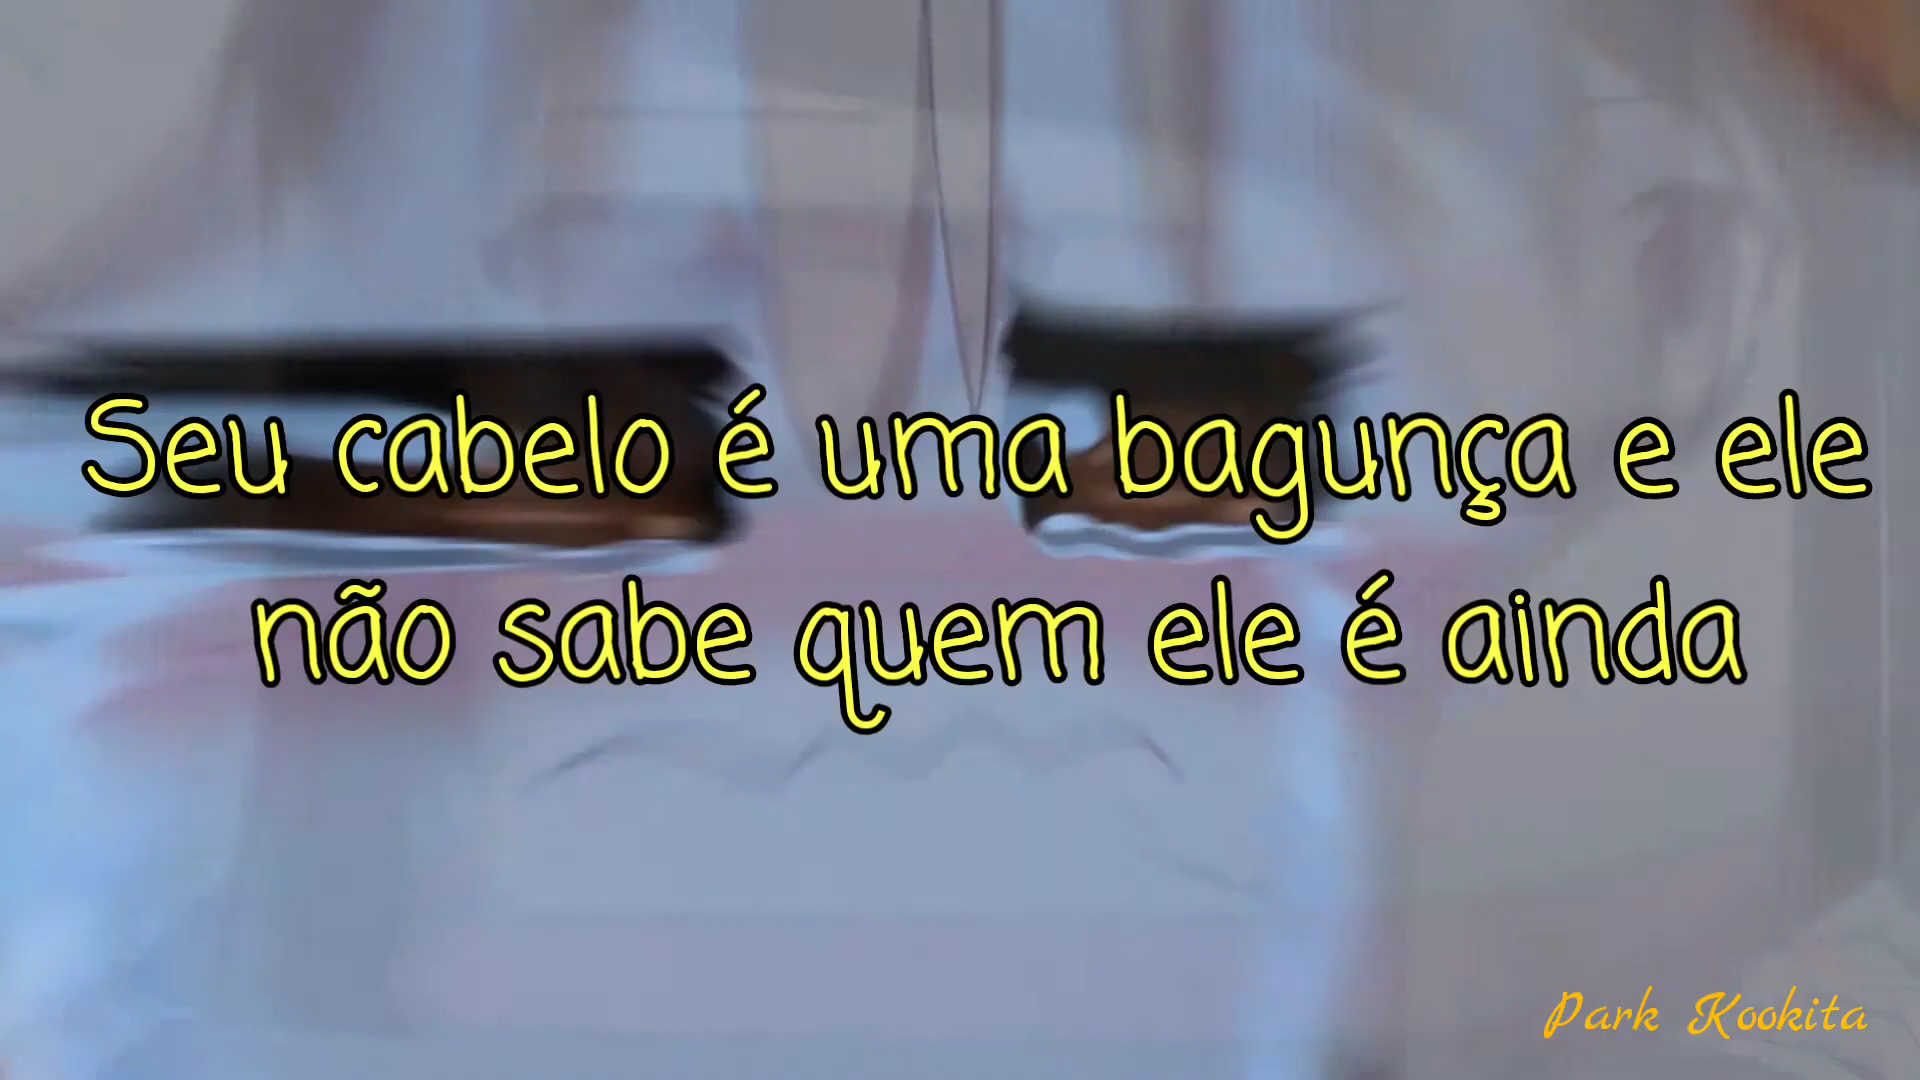 Seu cabelo é uma bagunça e ele
não sabe quem ele é ainda
Park Kookita